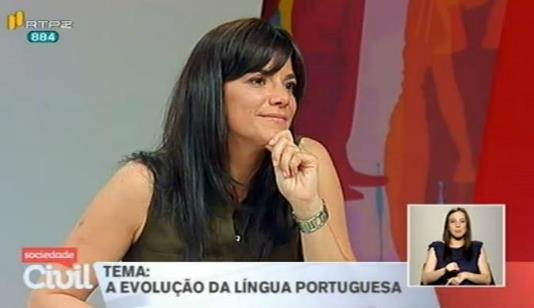 RTP2
884
sociedade
Civil
TEMA:
A EVOLUÇÃO DA LÍNGUA PORTUGUESA